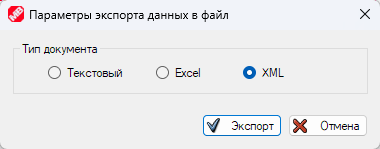 Параметры экспорта данных в файл
Тип документа
Текстовый Excel XML
Экспорт Отмена